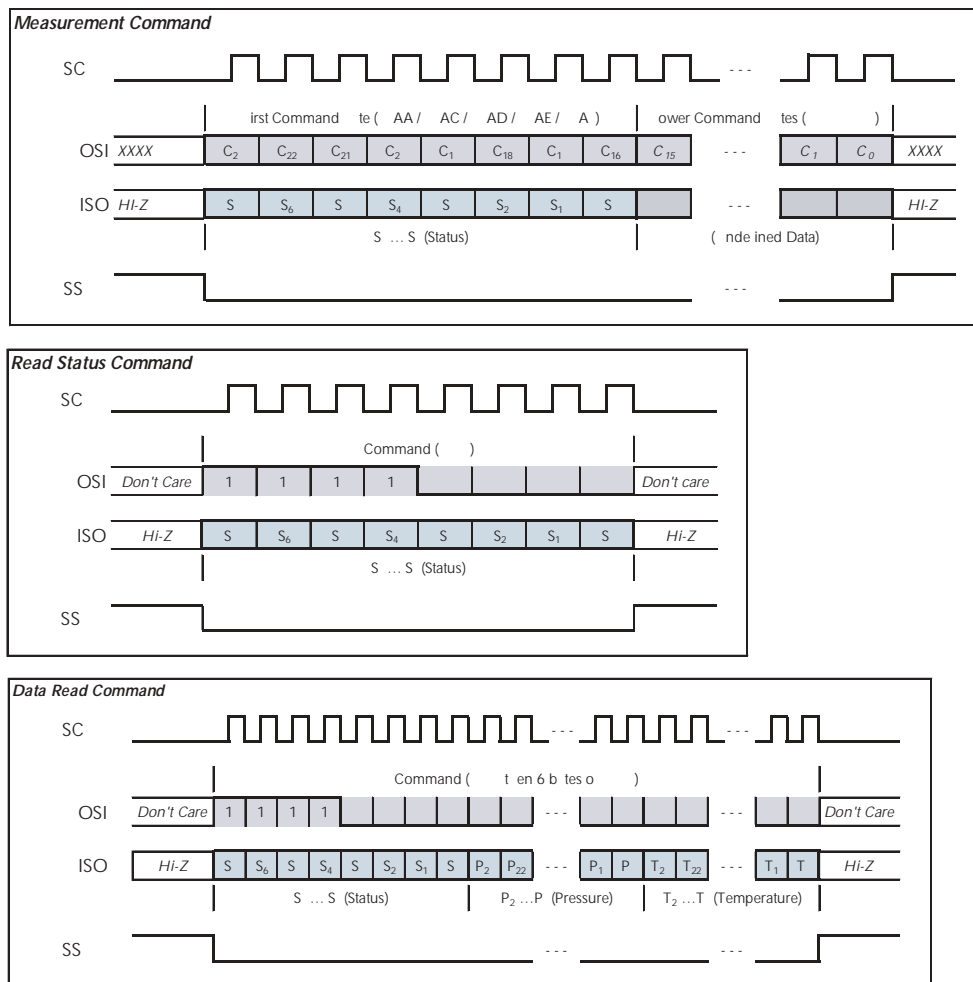 Measurement Command
SC
irst Command te ( AA / AC / AD / AE / A )
ower Command tes ( )
OSI XXXX C₂ C₂₂ C₂₁ C₂ C₁ C₁₈ C₁ C₁₆ C₁₅ - - - C₁ C₀ XXXX
ISO HI-Z S S₆ S S₄ S S₂ S₁ S - - - HI-Z
S … S (Status)
( nde ined Data)
SS - - -
Read Status Command
SC
Command ( )
OSI Don't Care 1 1 1 1 Don't care
ISO Hi-Z S S₆ S S₄ S S₂ S₁ S Hi-Z
S … S (Status)
SS
Data Read Command
SC - - - - - -
Command ( t en 6 b tes o )
OSI Don't Care 1 1 1 1 - - - - - - Don't Care
ISO Hi-Z S S₆ S S₄ S S₂ S₁ S P₂ P₂₂ - - - P₁ P T₂ T₂₂ - - - T₁ T Hi-Z
S … S (Status)
P₂ …P (Pressure)
T₂ …T (Temperature)
SS - - - - - -